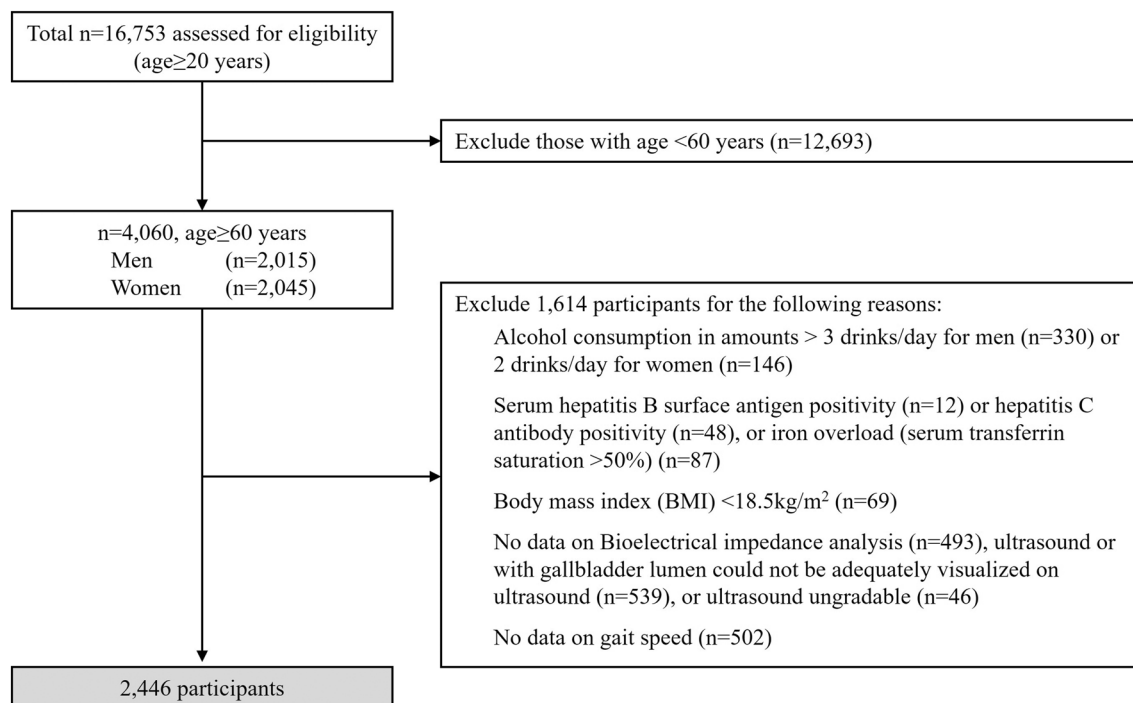 Total n=16,753 assessed for eligibility
(age≥20 years)
Exclude those with age <60 years (n=12,693)
n=4,060, age≥60 years
Men (n=2,015)
Women (n=2,045)
Exclude 1,614 participants for the following reasons:
Alcohol consumption in amounts > 3 drinks/day for men (n=330) or
2 drinks/day for women (n=146)
Serum hepatitis B surface antigen positivity (n=12) or hepatitis C
antibody positivity (n=48), or iron overload (serum transferrin
saturation >50%) (n=87)
Body mass index (BMI) <18.5kg/m² (n=69)
No data on Bioelectrical impedance analysis (n=493), ultrasound or
with gallbladder lumen could not be adequately visualized on
ultrasound (n=539), or ultrasound ungradable (n=46)
No data on gait speed (n=502)
2,446 participants